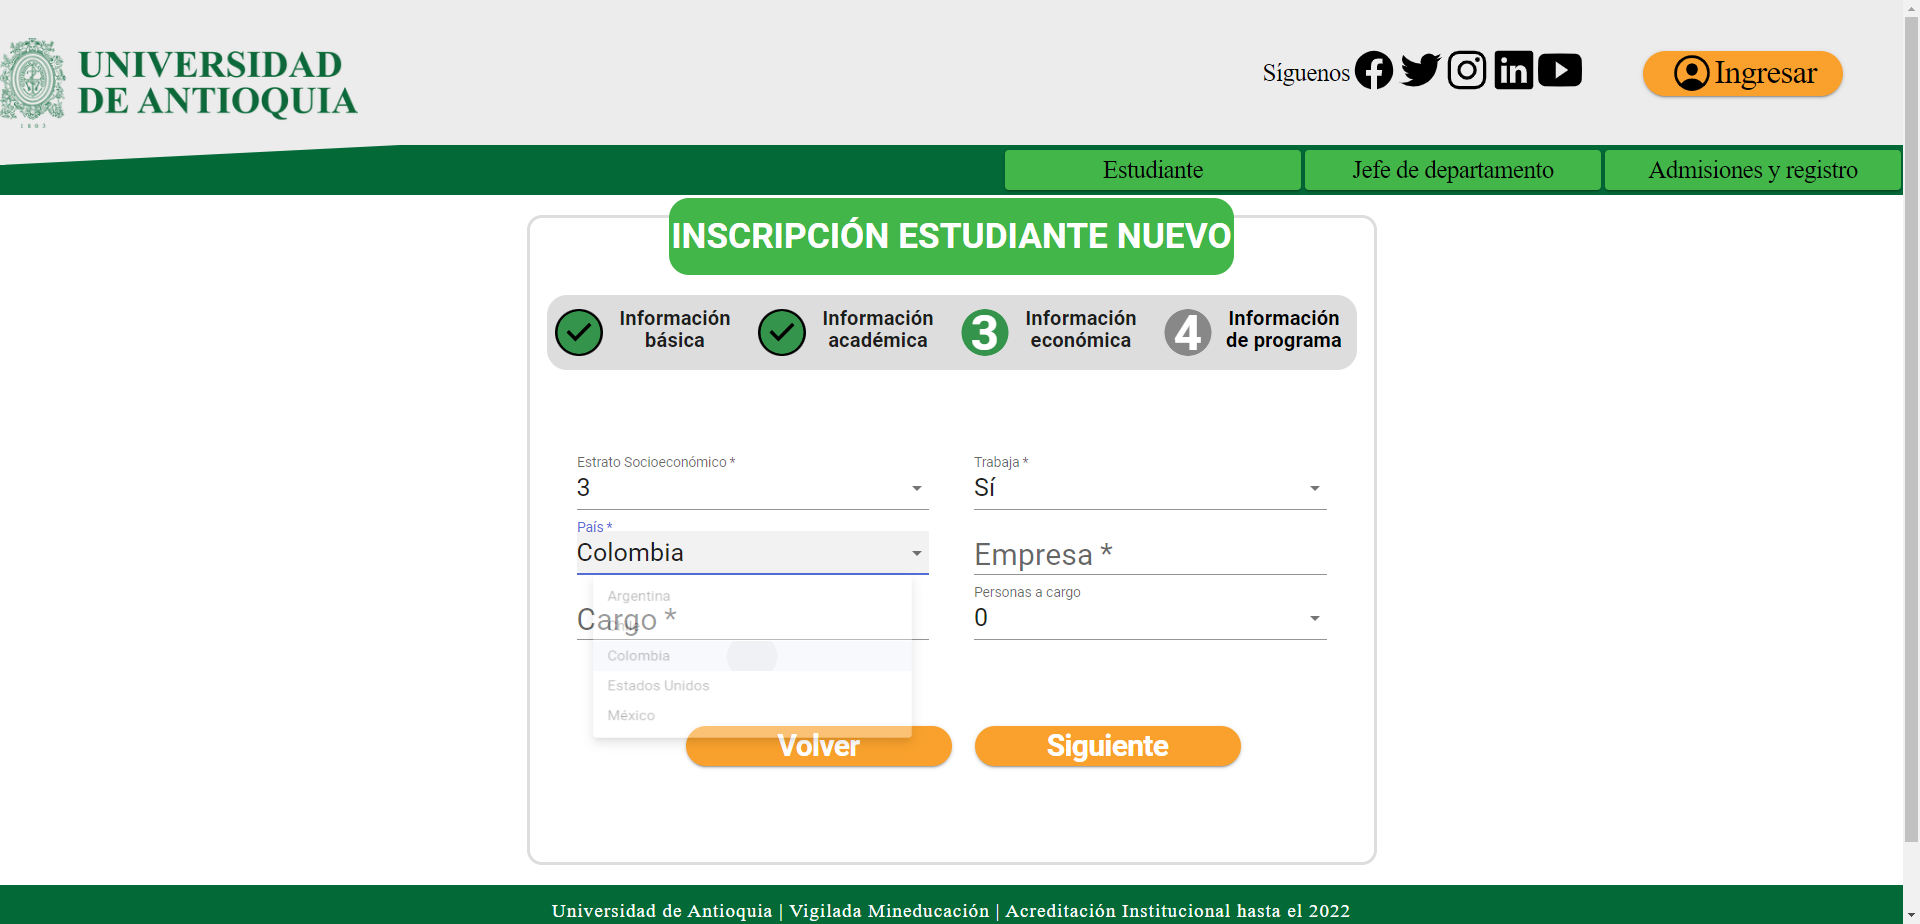 UNIVERSIDAD
DE ANTIOQUIA
1803
Síguenos
Ingresar
Estudiante
Jefe de departamento
Admisiones y registro
INSCRIPCIÓN ESTUDIANTE NUEVO
Información
básica
Información
académica
3
Información
económica
4
Información
de programa
Estrato Socioeconómico *
3
Trabaja *
Sí
País *
Colombia
Empresa *
Cargo *
Personas a cargo
0
Argentina
Chile
Colombia
Estados Unidos
México
Volver
Siguiente
Universidad de Antioquia | Vigilada Mineducación | Acreditación Institucional hasta el 2022